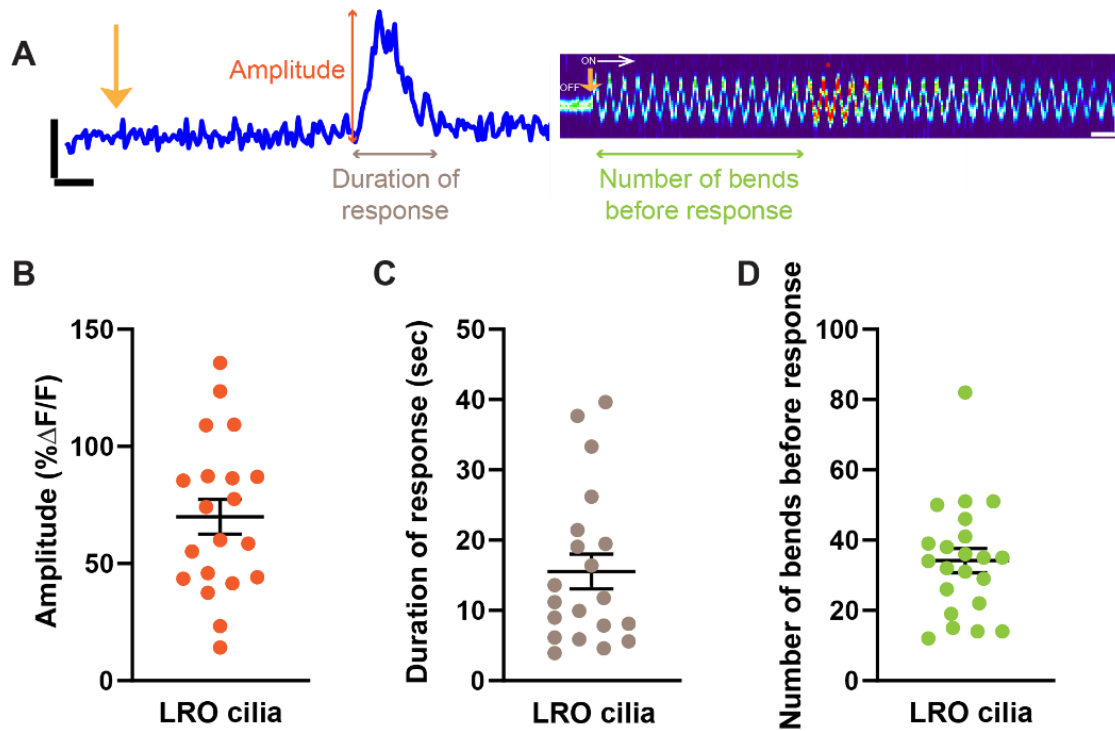 A
Amplitude
Duration of
response
OFF
ON
Number of bends
before response
B
Amplitude (%ΔF/F)
150
100
50
0
LRO cilia
C
Duration of response (sec)
50
40
30
20
10
0
LRO cilia
D
Number of bends before response
100
80
60
40
20
0
LRO cilia